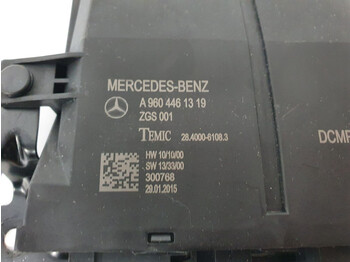 MERCEDES-BENZ
A 960 446 13 19
ZGS 001
TEMIC 28.4000-6108.3
DCMF
HW 10/10/00
SW 13/33/00
300768
29.01.2015